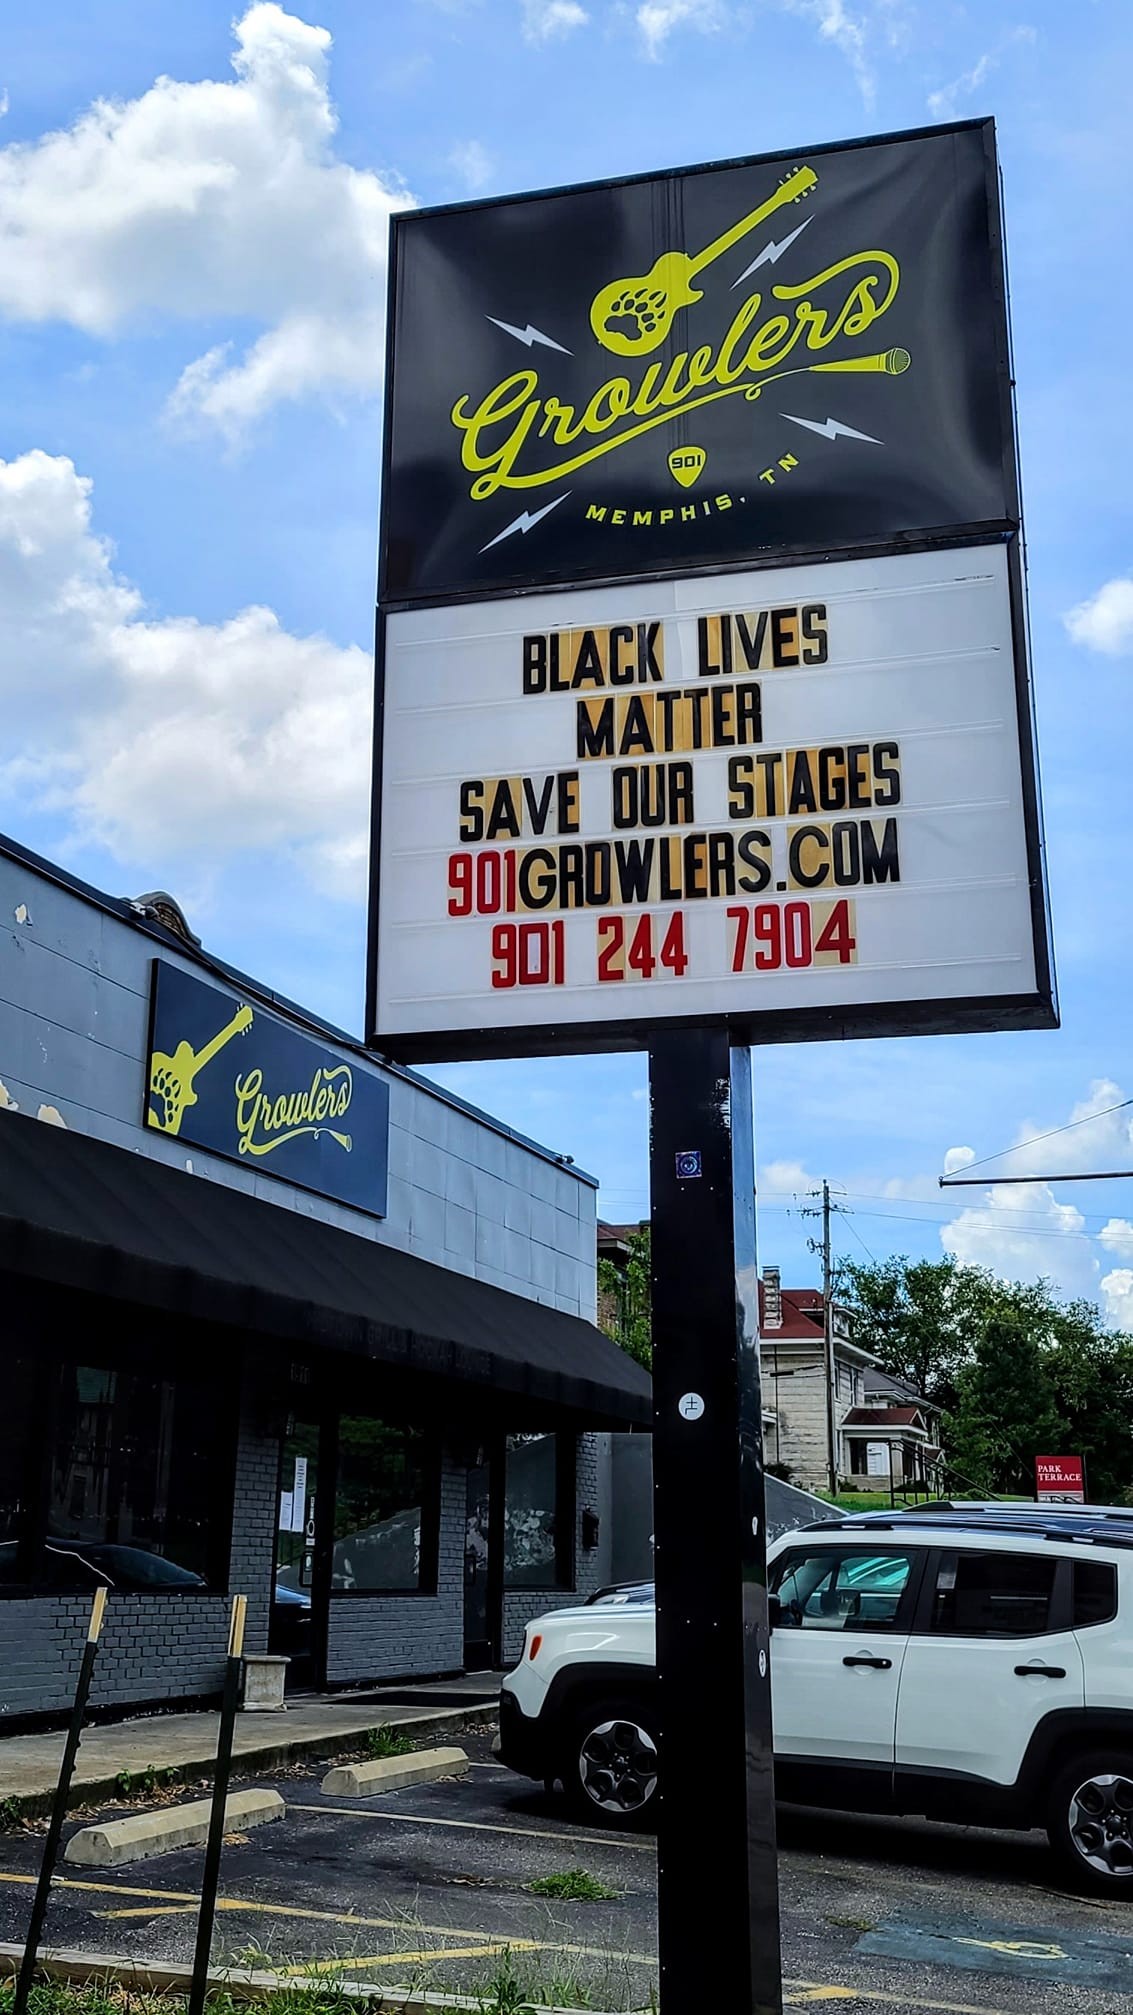 Growlers
901
MEMPHIS, TN
BLACK LIVES
MATTER
SAVE OUR STAGES
901GROWLERS.COM
901 244 7904
Growlers
PARK
TERRACE